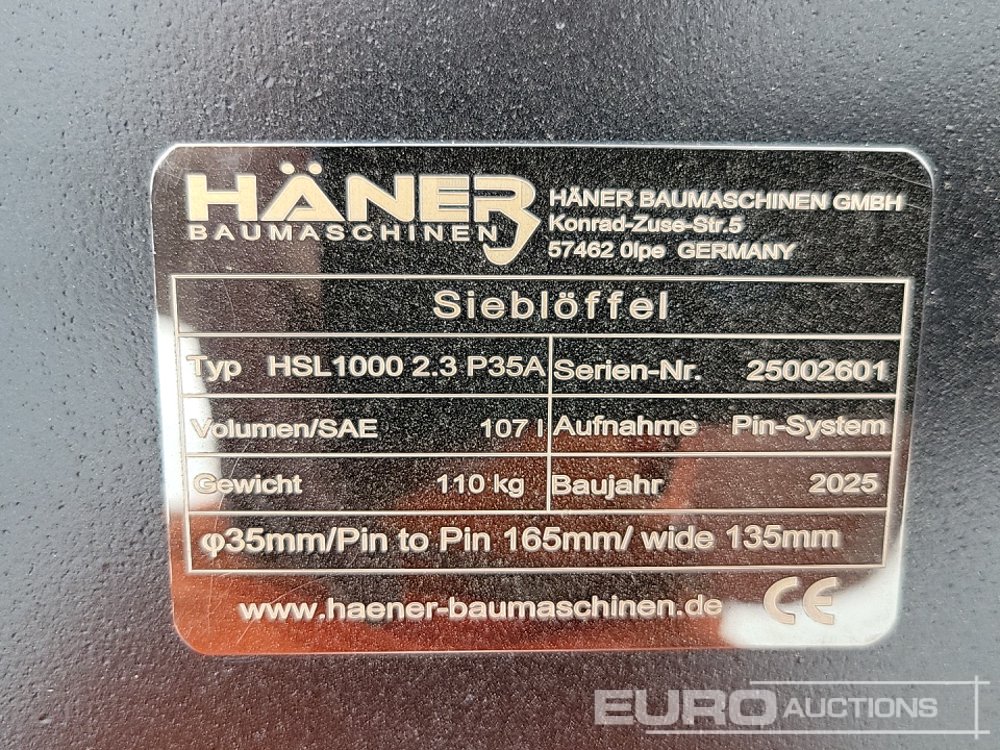 HÄNER
BAUMASCHINEN
HÄNER BAUMASCHINEN GMBH
Konrad-Zuse-Str.5
57462 Olpe GERMANY
Sieblöffel
Typ HSL1000 2.3 P35A Serien-Nr. 25002601
Volumen/SAE 107 l Aufnahme Pin-System
Gewicht 110 kg Baujahr 2025
φ35mm/Pin to Pin 165mm/ wide 135mm
www.haener-baumaschinen.de CE
EURO AUCTIONS